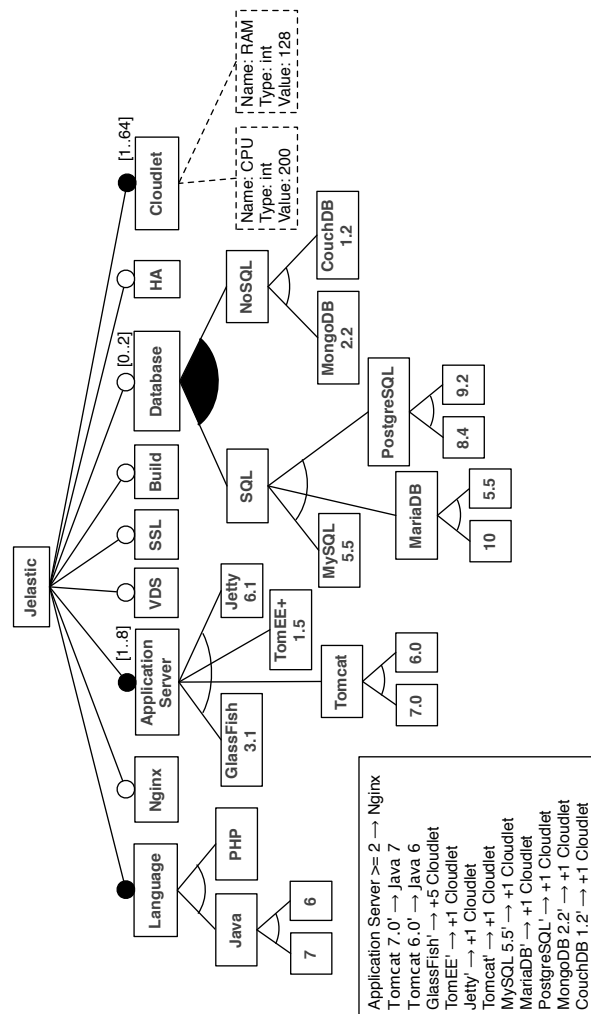 Jelastic
Language
Nginx
[1..8]
Application
Server
VDS
SSL
Build
[0..2]
Database
HA
[1..64]
Cloudlet
Name: CPU
Type: int
Value: 200
Name: RAM
Type: int
Value: 128
Java
PHP
7
6
GlassFish
3.1
Tomcat
TomEE+
1.5
Jetty
6.1
7.0
6.0
SQL
NoSQL
MySQL
5.5
MariaDB
PostgreSQL
10
5.5
8.4
9.2
MongoDB
2.2
CouchDB
1.2
Application Server >= 2 → Nginx
Tomcat 7.0' → Java 7
Tomcat 6.0' → Java 6
GlassFish' → +5 Cloudlet
TomEE' → +1 Cloudlet
Jetty' → +1 Cloudlet
Tomcat' → +1 Cloudlet
MySQL 5.5' → +1 Cloudlet
MariaDB' → +1 Cloudlet
PostgreSQL' → +1 Cloudlet
MongoDB 2.2' → +1 Cloudlet
CouchDB 1.2' → +1 Cloudlet